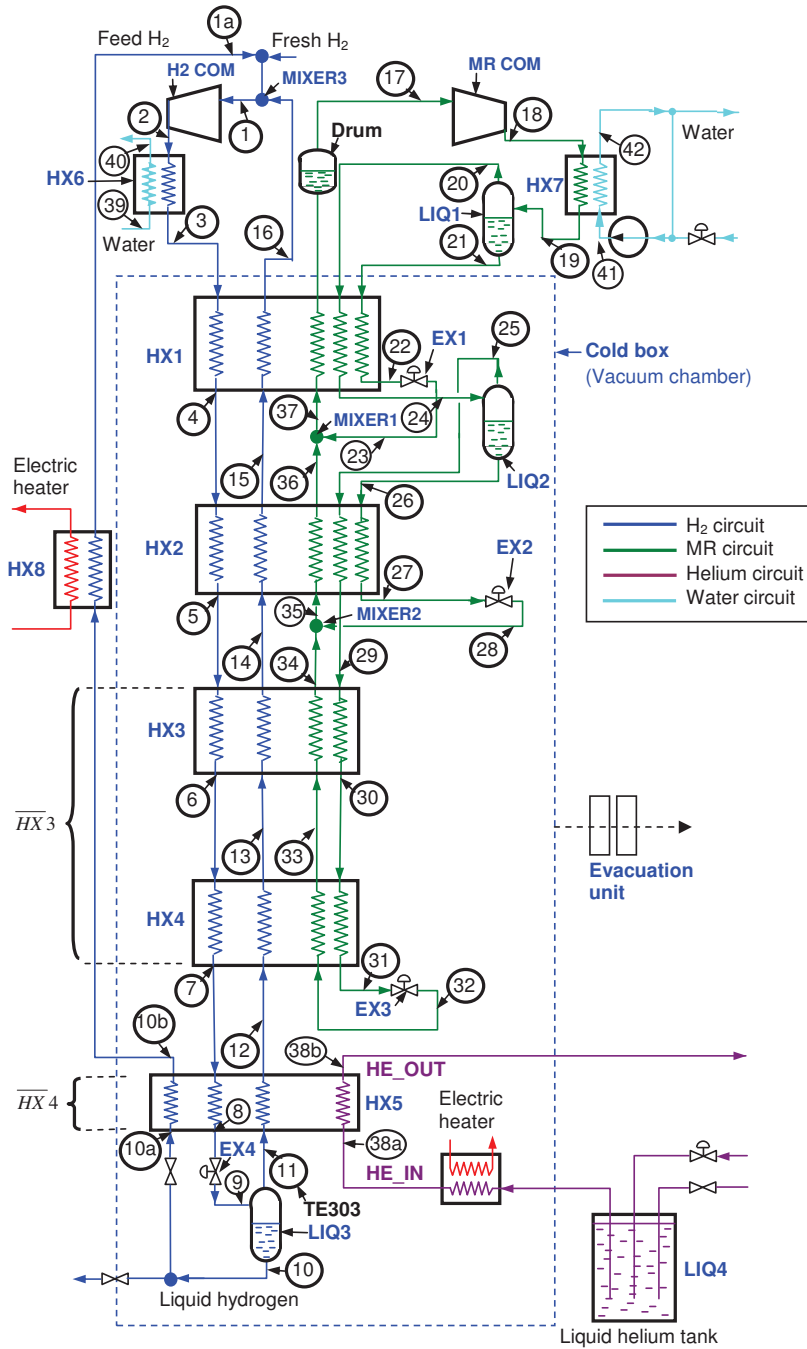 1a
Feed H2
Fresh H2
H2 COM
MIXER3
17
MR COM
2
1
18
Drum
Water
40
42
HX6
20
HX7
LIQ1
39
21
Water
3
16
19
41
25
HX1
22
EX1
Cold box
(Vacuum chamber)
4
37
MIXER1
24
15
23
36
LIQ2
Electric
heater
26
H2 circuit
MR circuit
Helium circuit
Water circuit
HX2
EX2
27
HX8
5
35
MIXER2
14
28
34
29
HX3
6
30
HX3
13
33
Evacuation
unit
HX4
7
31
32
EX3
10b
12
38b
HE_OUT
HX4
HX5
Electric
heater
8
10a
EX4
38a
11
HE_IN
9
TE303
LIQ3
LIQ4
10
Liquid hydrogen
Liquid helium tank